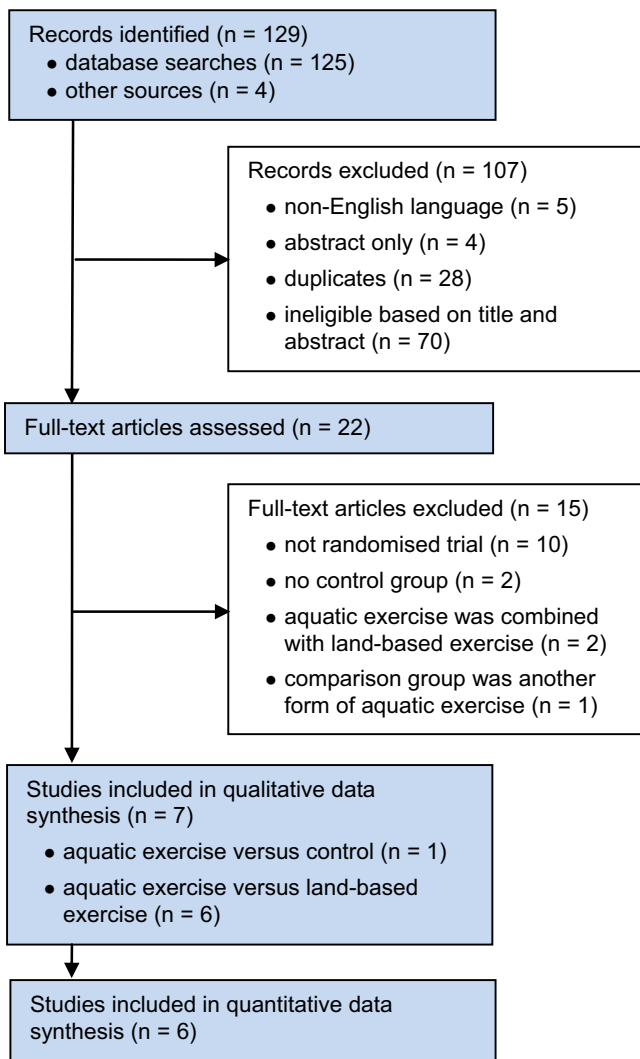 Records identified (n = 129)
• database searches (n = 125)
• other sources (n = 4)
Records excluded (n = 107)
• non-English language (n = 5)
• abstract only (n = 4)
• duplicates (n = 28)
• ineligible based on title and
abstract (n = 70)
Full-text articles assessed (n = 22)
Full-text articles excluded (n = 15)
• not randomised trial (n = 10)
• no control group (n = 2)
• aquatic exercise was combined
with land-based exercise (n = 2)
• comparison group was another
form of aquatic exercise (n = 1)
Studies included in qualitative data
synthesis (n = 7)
• aquatic exercise versus control (n = 1)
• aquatic exercise versus land-based
exercise (n = 6)
Studies included in quantitative data
synthesis (n = 6)